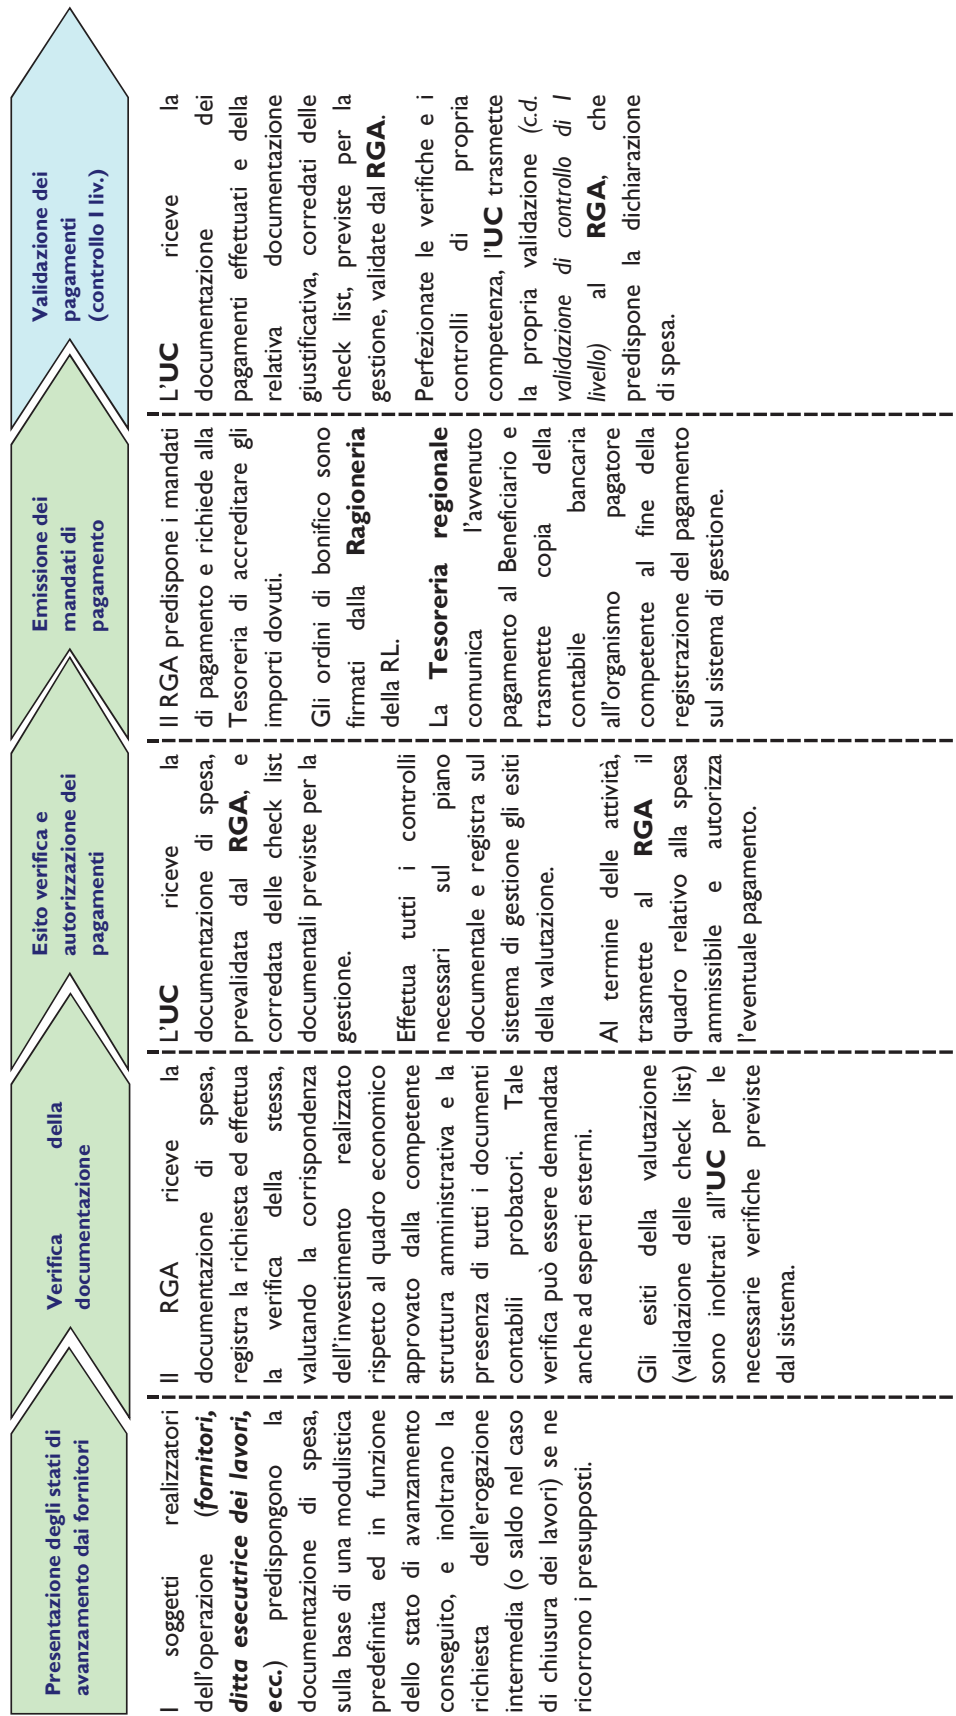 Presentazione degli stati di
avanzamento dai fornitori
Verifica della
documentazione
Esito verifica e
autorizzazione dei
pagamenti
Emissione dei
mandati di
pagamento
Validazione dei
pagamenti
(controllo I liv.)
I soggetti realizzatori
dell'operazione (fornitori,
ditta esecutrice dei lavori,
ecc.) predispongono la
documentazione di spesa,
sulla base di una modulistica
predefinita ed in funzione
dello stato di avanzamento
conseguito, e inoltrano la
richiesta dell'erogazione
intermedia (o saldo nel caso
di chiusura dei lavori) se ne
ricorrono i presupposti.
Il RGA riceve la
documentazione di spesa,
registra la richiesta ed effettua
la verifica della stessa,
valutando la corrispondenza
dell'investimento realizzato
rispetto al quadro economico
approvato dalla competente
struttura amministrativa e la
presenza di tutti i documenti
contabili probatori. Tale
verifica può essere demandata
anche ad esperti esterni.
Gli esiti della valutazione
(validazione delle check list)
sono inoltrati all'UC per le
necessarie verifiche previste
dal sistema.
L'UC riceve la
documentazione di spesa,
prevalidata dal RGA, e
corredata delle check list
documentali previste per la
gestione.
Effettua tutti i controlli
necessari sul piano
documentale e registra sul
sistema di gestione gli esiti
della valutazione.
Al termine delle attività,
trasmette al RGA il
quadro relativo alla spesa
ammissibile e autorizza
l'eventuale pagamento.
Il RGA predispone i mandati
di pagamento e richiede alla
Tesoreria di accreditare gli
importi dovuti.
Gli ordini di bonifico sono
firmati dalla Ragioneria
della RL.
La Tesoreria regionale
comunica l'avvenuto
pagamento al Beneficiario e
trasmette copia della
contabile bancaria
all'organismo pagatore
competente al fine della
registrazione del pagamento
sul sistema di gestione.
L'UC riceve la
documentazione dei
pagamenti effettuati e della
relativa documentazione
giustificativa, corredati delle
check list, previste per la
gestione, validate dal RGA.
Perfezionate le verifiche e i
controlli di propria
competenza, l'UC trasmette
la propria validazione (c.d.
validazione di controllo di I
livello) al RGA, che
predispone la dichiarazione
di spesa.